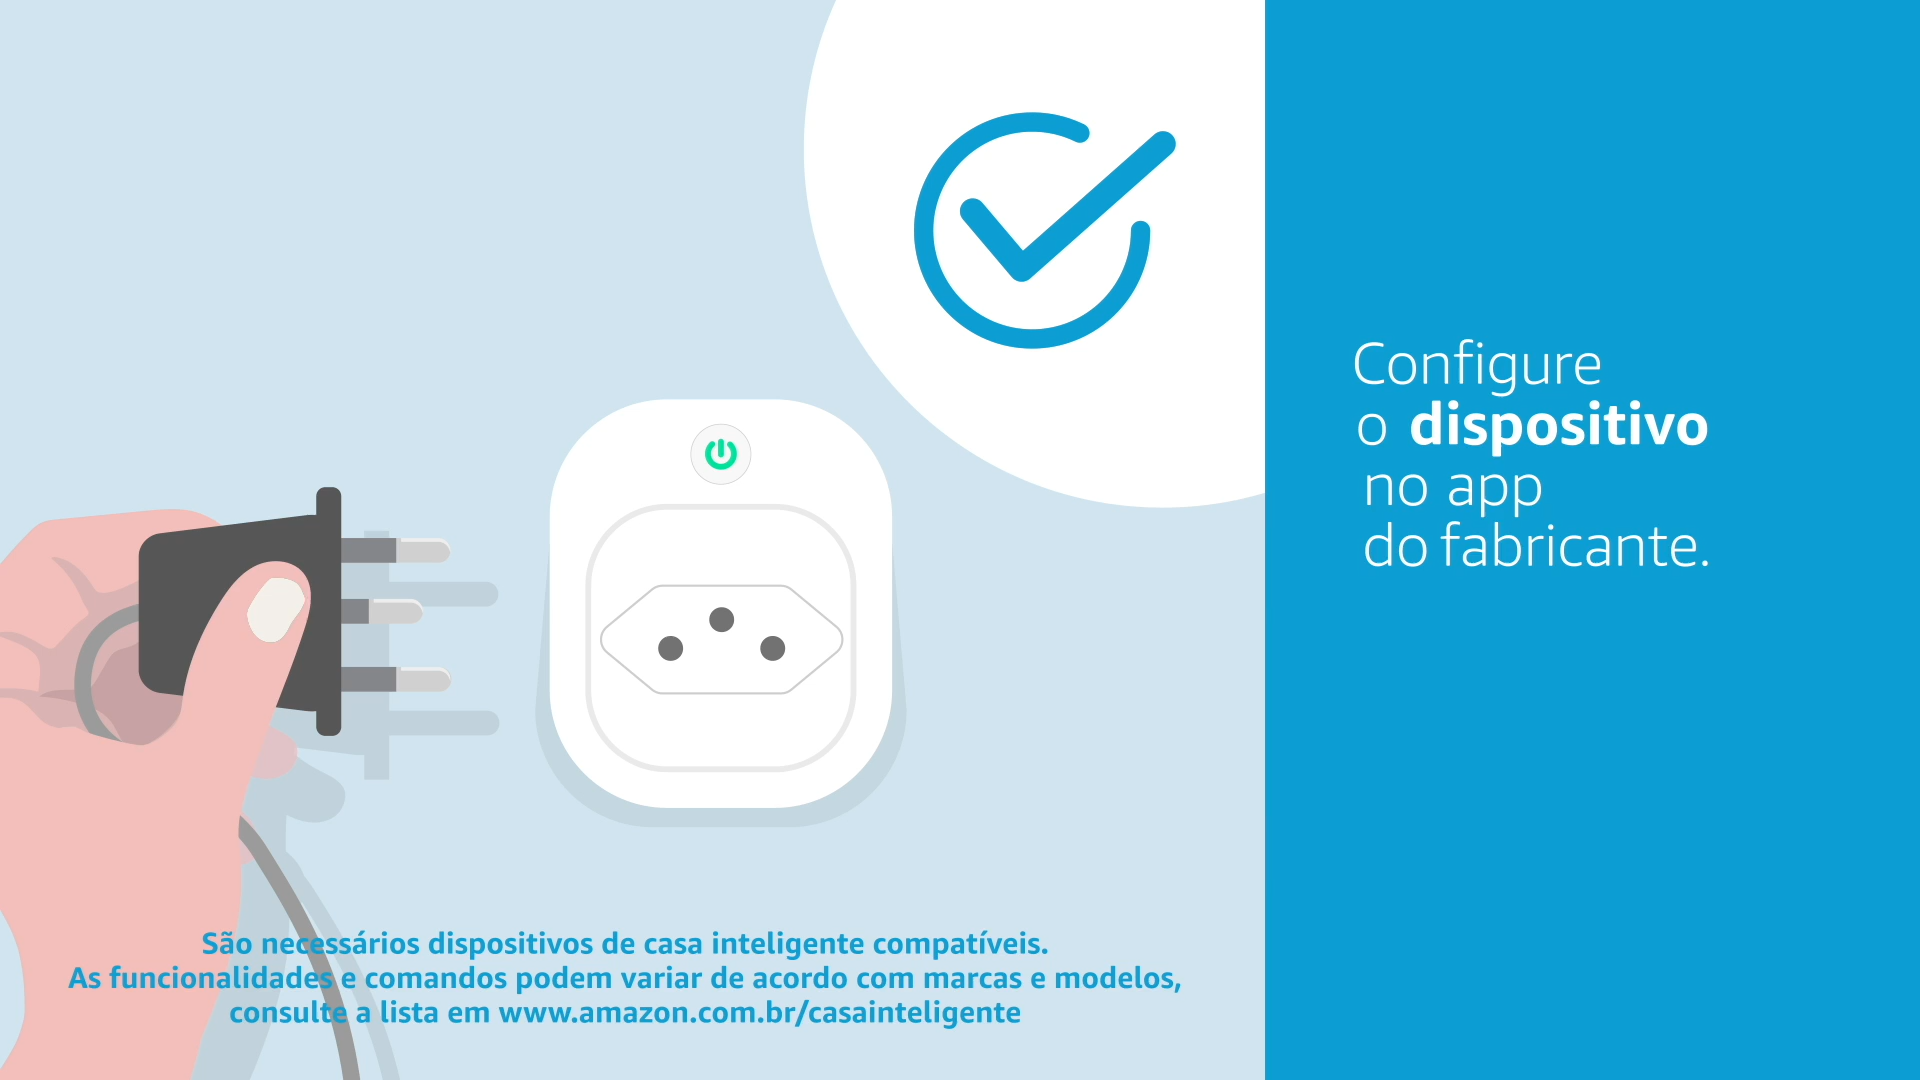 Configure
o dispositivo
no app
do fabricante.
São necessários dispositivos de casa inteligente compatíveis.
As funcionalidades e comandos podem variar de acordo com marcas e modelos,
consulte a lista em www.amazon.com.br/casainteligente